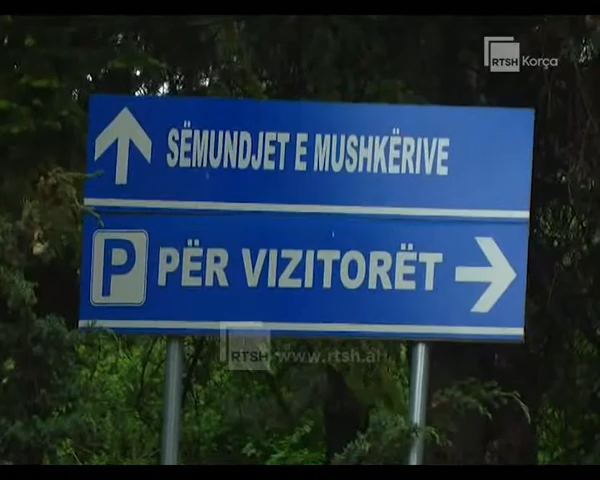 RTSH Korça
SËMUNDJET E MUSHKËRIVE
P PËR VIZITORËT
RTSH www.rtsh.al